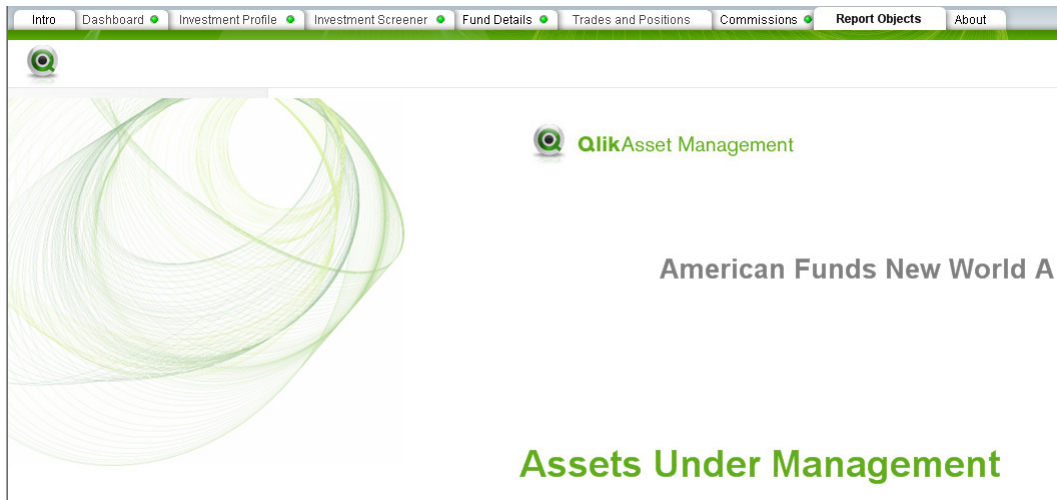 Intro Dashboard Investment Profile Investment Screener Fund Details Trades and Positions Commissions Report Objects About
QlikAsset Management
American Funds New World A
Assets Under Management